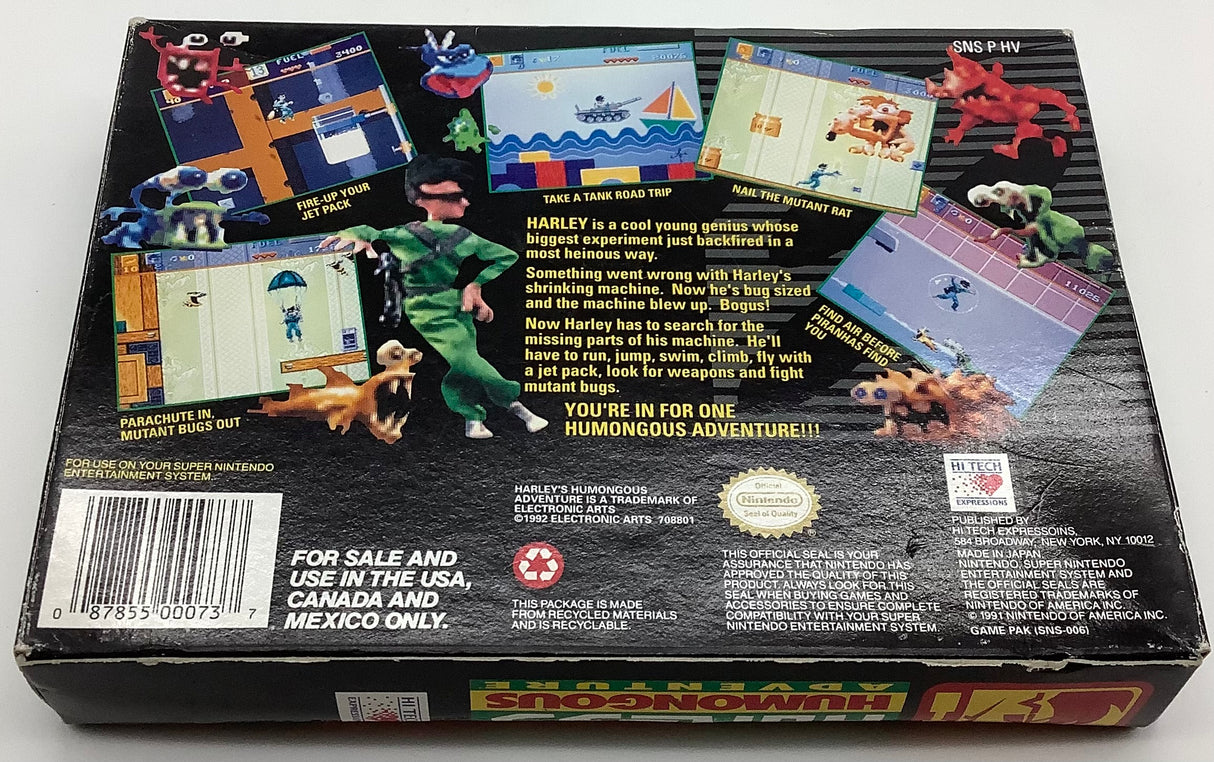 SNS P HV
FUEL
3400
FIRE-UP YOUR
JET PACK
FUEL
20075
TAKE A TANK ROAD TRIP
FUEL
NAIL THE MUTANT RAT
FUEL
PARACHUTE IN,
MUTANT BUGS OUT
11025
FIND AIR BEFORE
PIRANHAS FIND
YOU
HARLEY is a cool young genius whose
biggest experiment just backfired in a
most heinous way.
Something went wrong with Harley's
shrinking machine. Now he's bug sized
and the machine blew up. Bogus!
Now Harley has to search for the
missing parts of his machine. He'll
have to run, jump, swim, climb, fly with
a jet pack, look for weapons and fight
mutant bugs.
YOU'RE IN FOR ONE
HUMONGOUS ADVENTURE!!!
FOR USE ON YOUR SUPER NINTENDO
ENTERTAINMENT SYSTEM.
0 87855 00073 7
FOR SALE AND
USE IN THE USA,
CANADA AND
MEXICO ONLY.
HARLEY'S HUMONGOUS
ADVENTURE IS A TRADEMARK OF
ELECTRONIC ARTS
©1992 ELECTRONIC ARTS 708801
THIS PACKAGE IS MADE
FROM RECYCLED MATERIALS
AND IS RECYCLABLE.
Official
Nintendo
Seal of Quality
THIS OFFICIAL SEAL IS YOUR
ASSURANCE THAT NINTENDO HAS
APPROVED THE QUALITY OF THIS
PRODUCT. ALWAYS LOOK FOR THIS
SEAL WHEN BUYING GAMES AND
ACCESSORIES TO ENSURE COMPLETE
COMPATIBILITY WITH YOUR SUPER
NINTENDO ENTERTAINMENT SYSTEM.
HI TECH
EXPRESSIONS
PUBLISHED BY
HI TECH EXPRESSOINS,
584 BROADWAY, NEW YORK, NY 10012
MADE IN JAPAN
NINTENDO, SUPER NINTENDO
ENTERTAINMENT SYSTEM AND
THE OFFICIAL SEALS ARE
REGISTERED TRADEMARKS OF
NINTENDO OF AMERICA INC.
© 1991 NINTENDO OF AMERICA INC.
GAME PAK (SNS-006)
HI TECH
EXPRESSIONS
HUMONGOUS
ADVENTURE